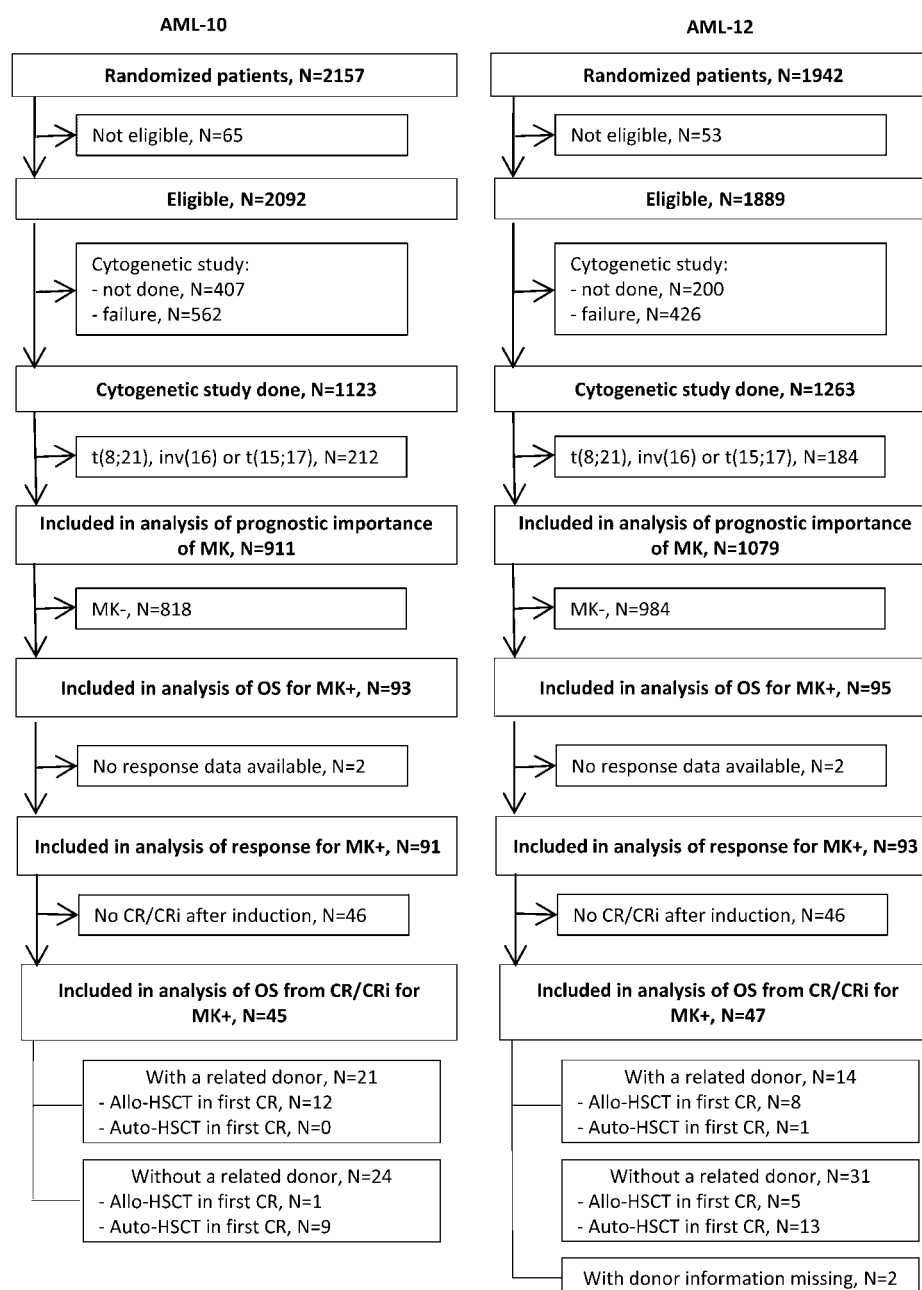 AML-10
Randomized patients, N=2157
Not eligible, N=65
Eligible, N=2092
Cytogenetic study:
- not done, N=407
- failure, N=562
Cytogenetic study done, N=1123
t(8;21), inv(16) or t(15;17), N=212
Included in analysis of prognostic importance
of MK, N=911
MK-, N=818
Included in analysis of OS for MK+, N=93
No response data available, N=2
Included in analysis of response for MK+, N=91
No CR/CRi after induction, N=46
Included in analysis of OS from CR/CRi for
MK+, N=45
With a related donor, N=21
- Allo-HSCT in first CR, N=12
- Auto-HSCT in first CR, N=0
Without a related donor, N=24
- Allo-HSCT in first CR, N=1
- Auto-HSCT in first CR, N=9
AML-12
Randomized patients, N=1942
Not eligible, N=53
Eligible, N=1889
Cytogenetic study:
- not done, N=200
- failure, N=426
Cytogenetic study done, N=1263
t(8;21), inv(16) or t(15;17), N=184
Included in analysis of prognostic importance
of MK, N=1079
MK-, N=984
Included in analysis of OS for MK+, N=95
No response data available, N=2
Included in analysis of response for MK+, N=93
No CR/CRi after induction, N=46
Included in analysis of OS from CR/CRi for
MK+, N=47
With a related donor, N=14
- Allo-HSCT in first CR, N=8
- Auto-HSCT in first CR, N=1
Without a related donor, N=31
- Allo-HSCT in first CR, N=5
- Auto-HSCT in first CR, N=13
With donor information missing, N=2